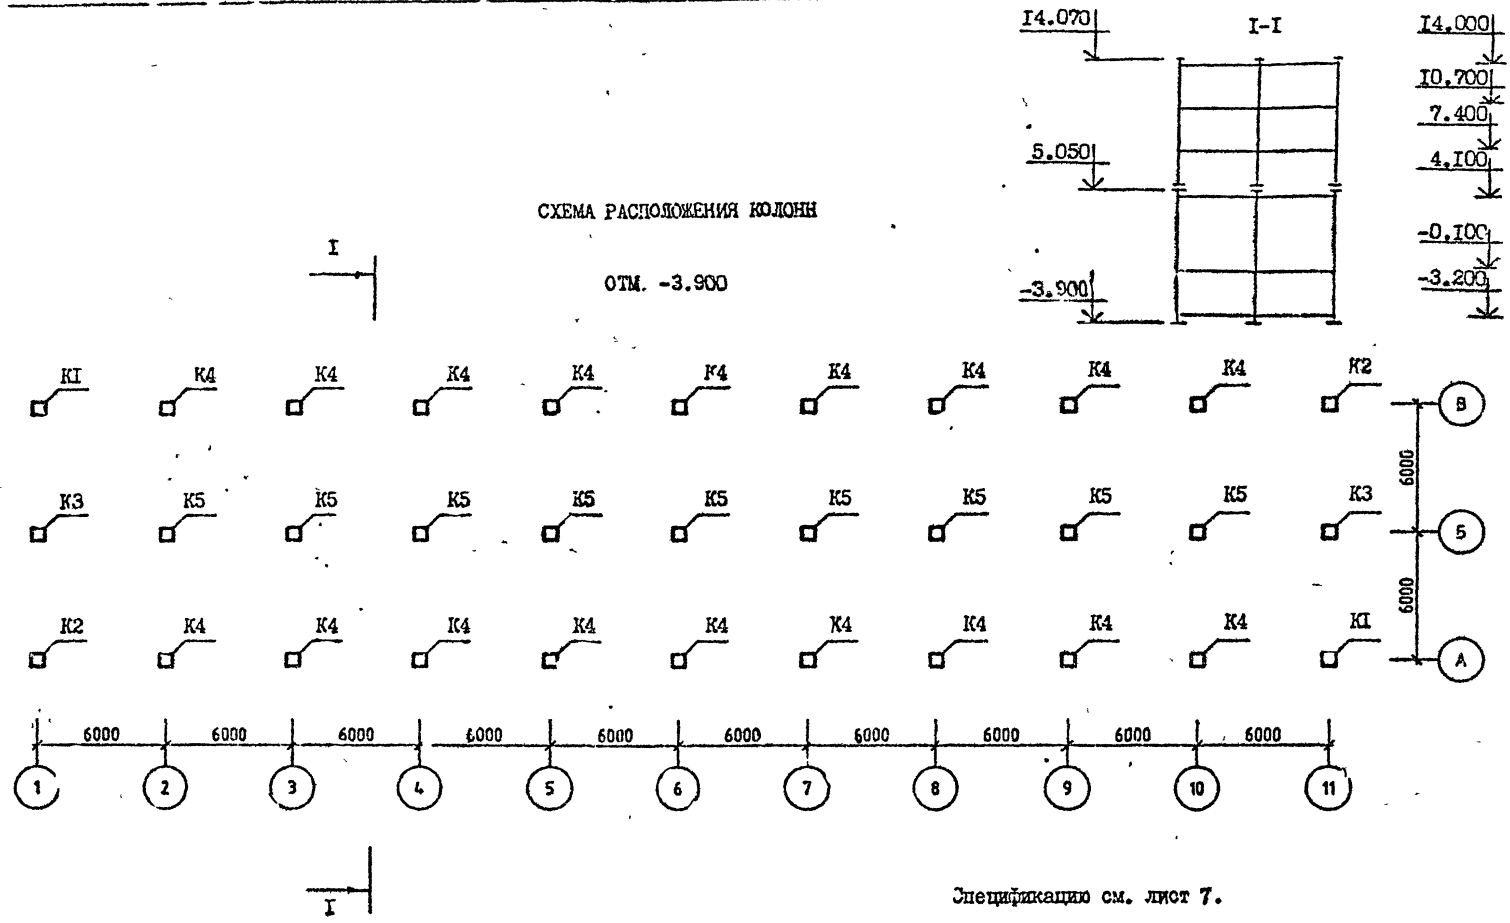 14.070
I-I
14.000
10.700
7.400
5.050
4.100
СХЕМА РАСПОЛОЖЕНИЯ КОЛОНН
I
-0.100
ОТМ. -3.900
-3.900
-3.200
К1 К4 К4 К4 К4 К4 К4 К4 К4 К4 К2
В
6000
К3 К5 К5 К5 К5 К5 К5 К5 К5 К5 К3
Б
6000
К2 К4 К4 К4 К4 К4 К4 К4 К4 К4 К1
А
6000 6000 6000 6000 6000 6000 6000 6000 6000 6000
1 2 3 4 5 6 7 8 9 10 11
I
Спецификацию см. лист 7.